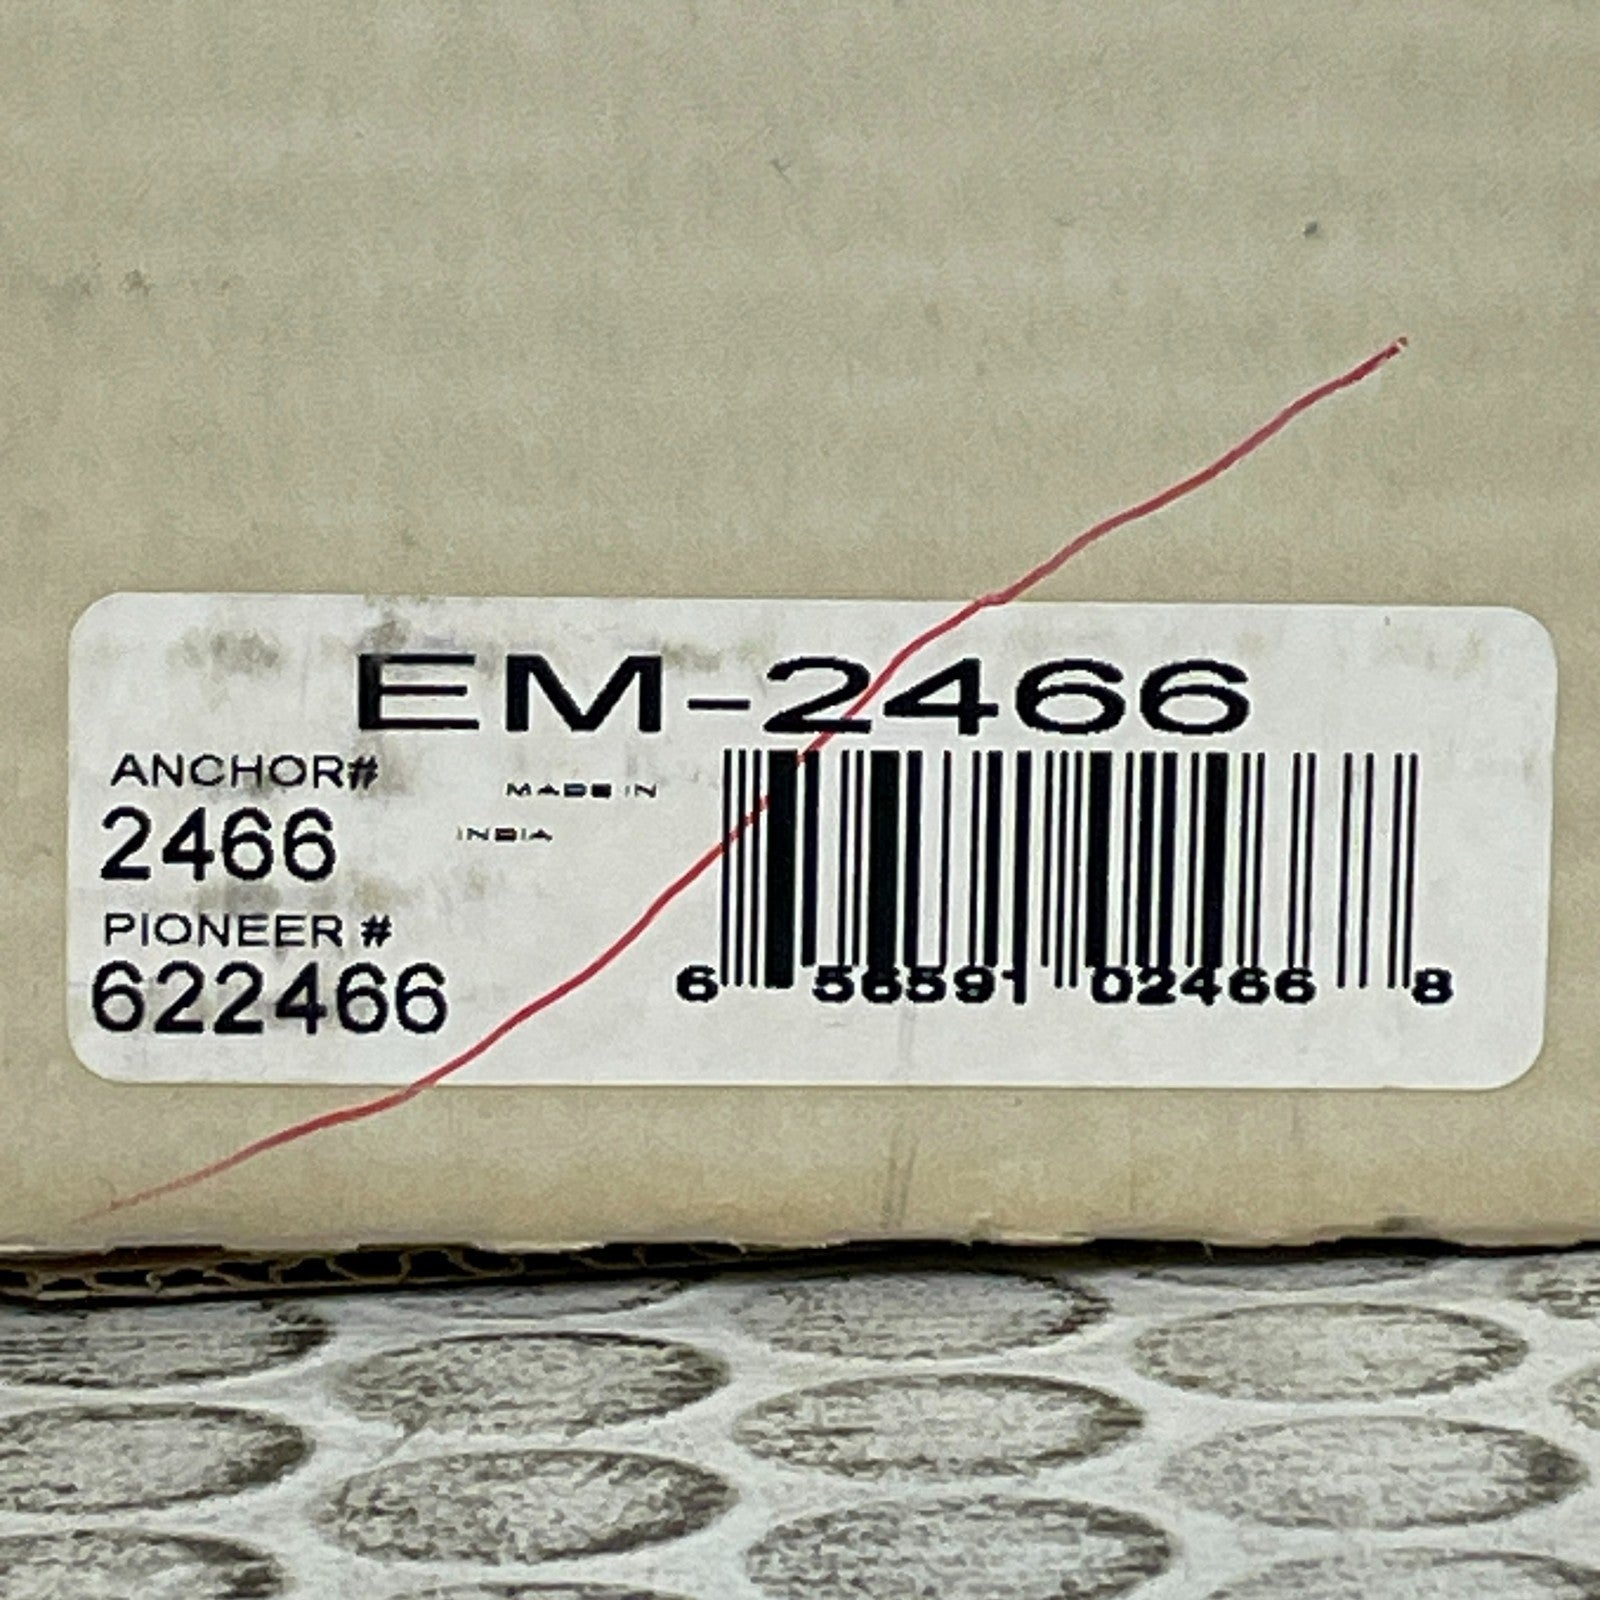 EM-2466
ANCHOR#
MADE IN
2466
INDIA
PIONEER #
622466
6 56591 02466 8